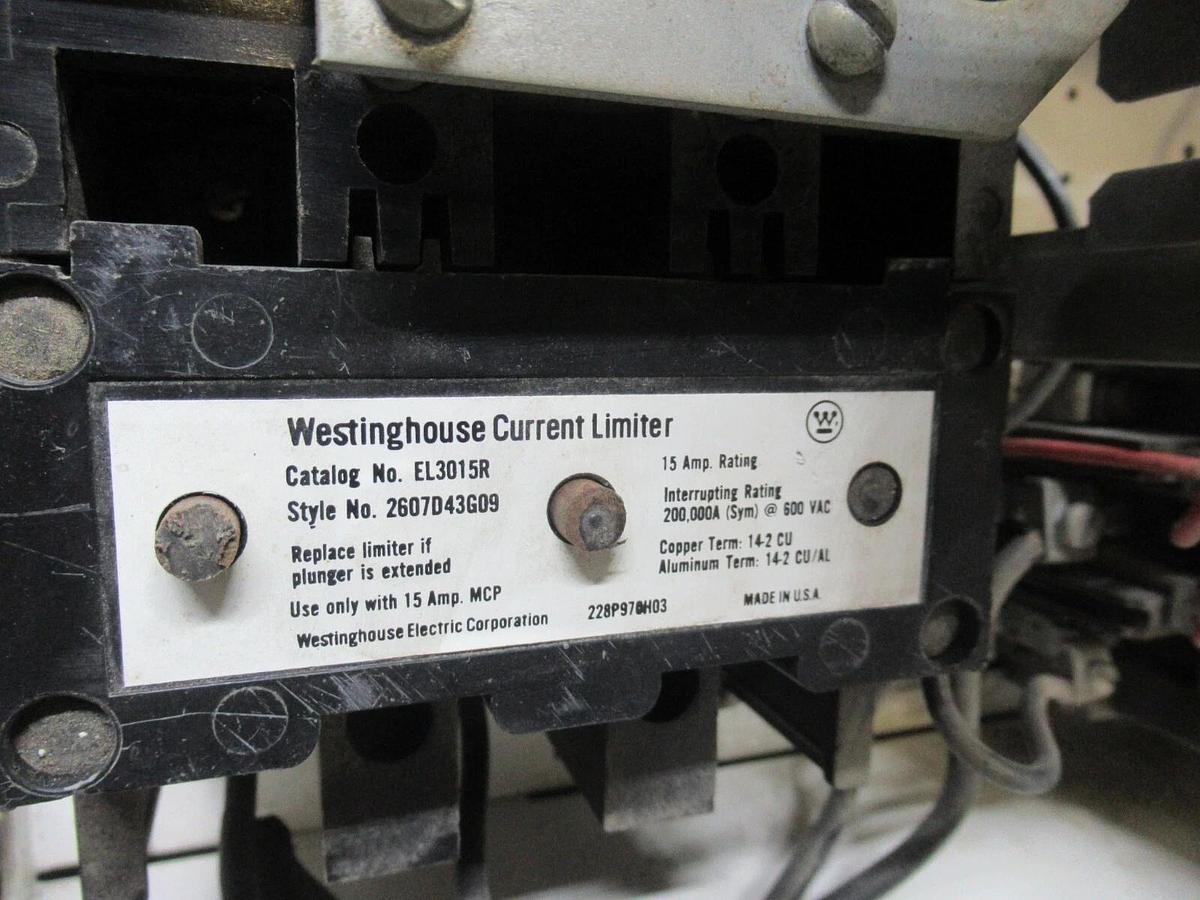 Westinghouse Current Limiter
W
Catalog No. EL3015R
Style No. 2607D43G09
Replace limiter if
plunger is extended
Use only with 15 Amp. MCP
Westinghouse Electric Corporation
15 Amp. Rating
Interrupting Rating
200,000A (Sym) @ 600 VAC
Copper Term: 14-2 CU
Aluminum Term: 14-2 CU/AL
228P970H03
MADE IN U.S.A.